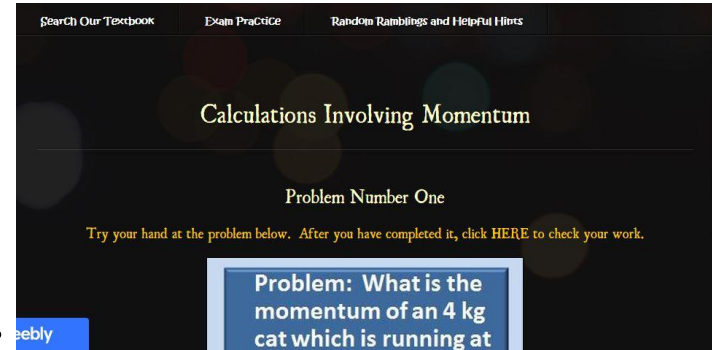 Search Our Textbook Exam Practice Random Ramblings and Helpful Hints
Calculations Involving Momentum
Problem Number One
Try your hand at the problem below. After you have completed it, click HERE to check your work.
Problem: What is the
momentum of an 4 kg
cat which is running at
eebly